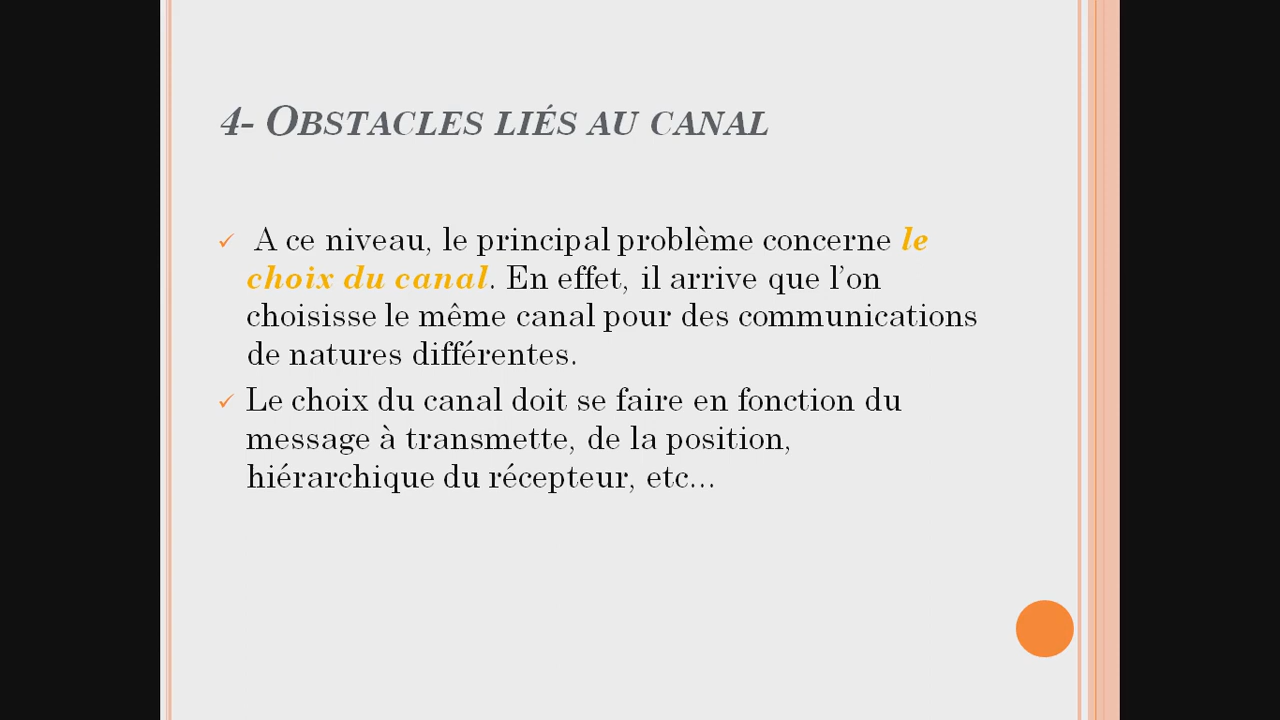 4- OBSTACLES LIÉS AU CANAL
A ce niveau, le principal problème concerne le
choix du canal. En effet, il arrive que l'on
choisisse le même canal pour des communications
de natures différentes.
Le choix du canal doit se faire en fonction du
message à transmette, de la position,
hiérarchique du récepteur, etc...